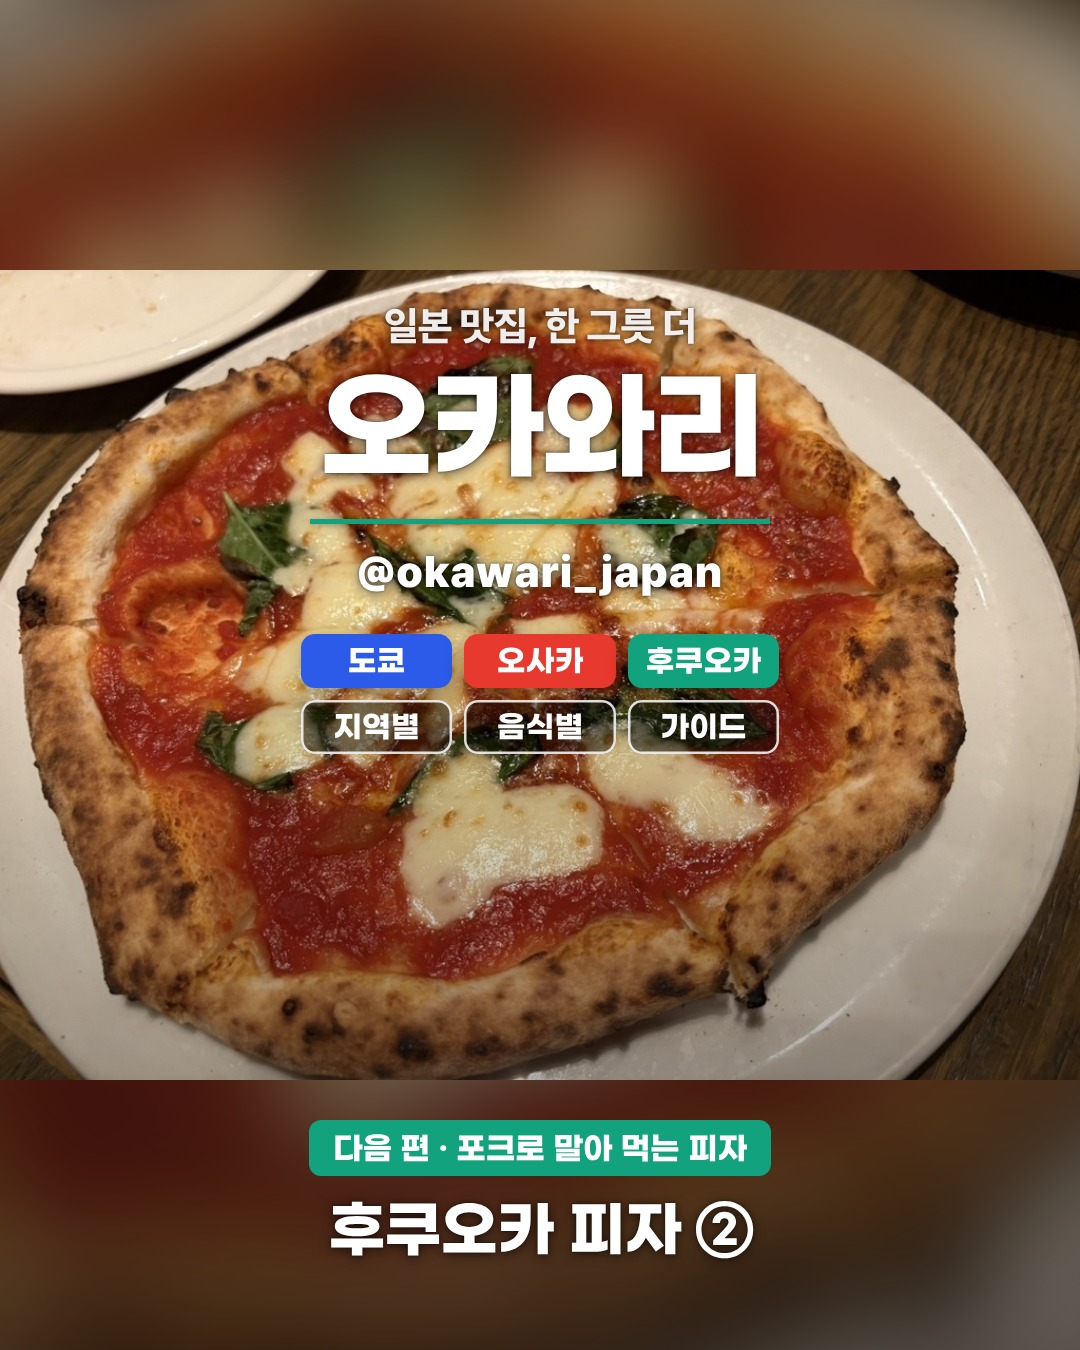 일본 맛집, 한 그릇 더
오카와리
@okawari_japan
도쿄 오사카 후쿠오카
지역별 음식별 가이드
다음 편 · 포크로 말아 먹는 피자
후쿠오카 피자 ②